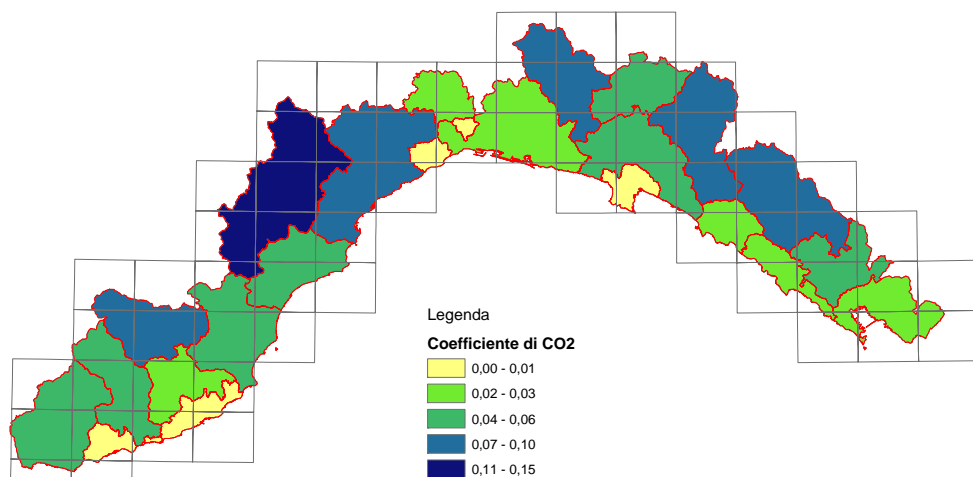 Legenda
Coefficiente di CO2
0,00 - 0,01
0,02 - 0,03
0,04 - 0,06
0,07 - 0,10
0,11 - 0,15